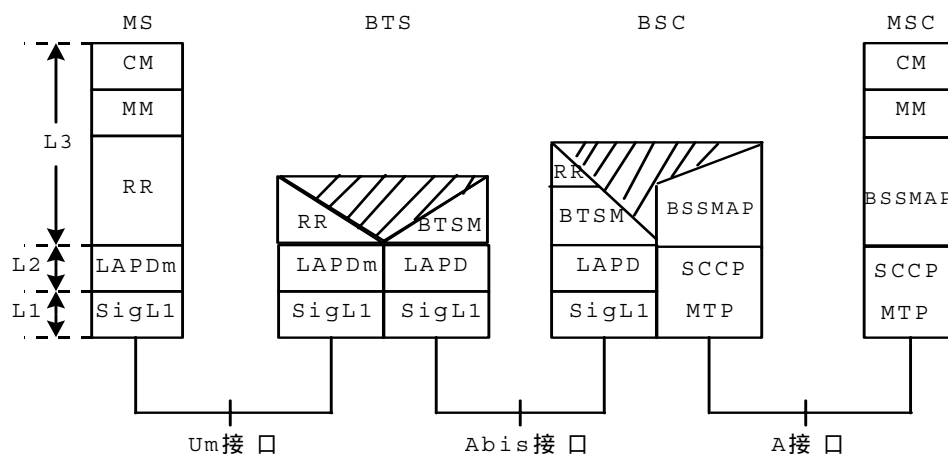 MS BTS BSC MSC
CM CM
MM MM
L3
RR RR
RR BTSM BTSM BSSMAP BSSMAP
L2 LAPDm LAPDm LAPD LAPD SCCP SCCP
L1 SigL1 SigL1 SigL1 SigL1 MTP MTP
Um接口 Abis接口 A接口